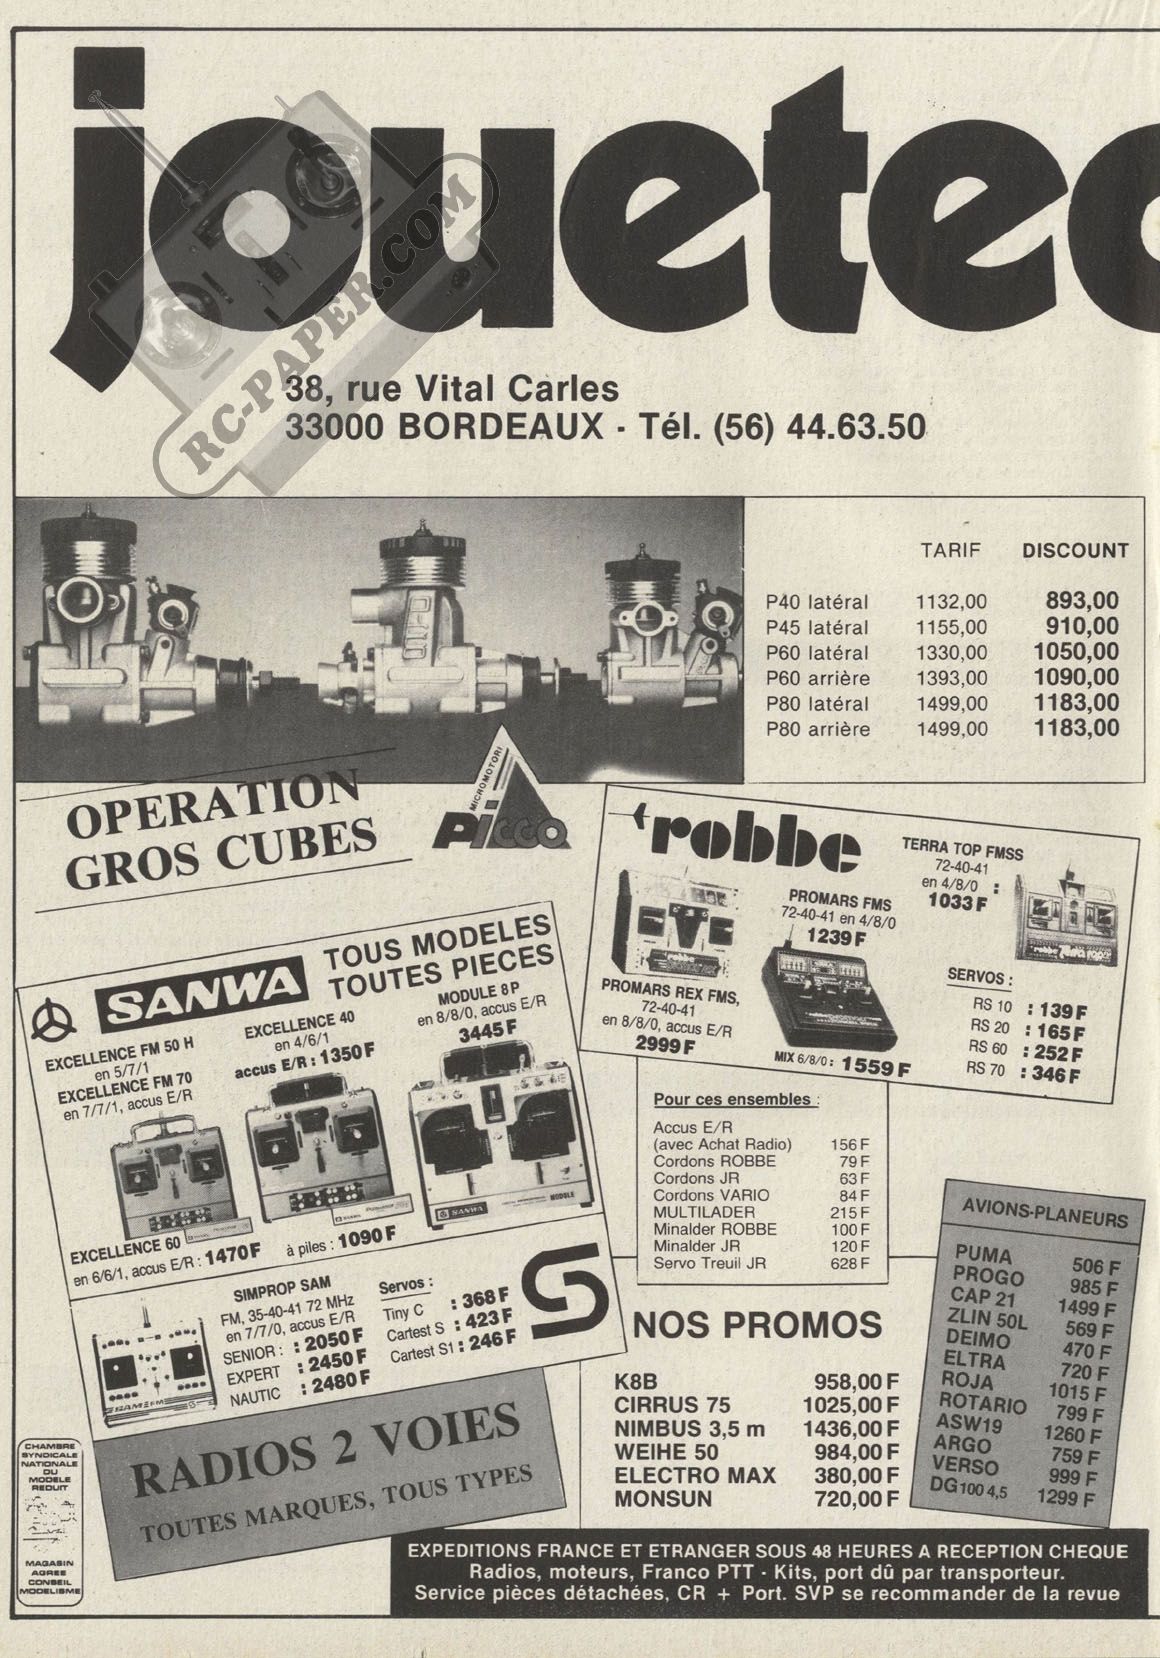 jouetec
RC-PAPER.COM
38, rue Vital Carles
33000 BORDEAUX - Tél. (56) 44.63.50
TARIF DISCOUNT
P40 latéral 1132,00 893,00
P45 latéral 1155,00 910,00
P60 latéral 1330,00 1050,00
P60 arrière 1393,00 1090,00
P80 latéral 1499,00 1183,00
P80 arrière 1499,00 1183,00
OPERATION
GROS CUBES
MICROMOTORI
PICCO
robbe
TERRA TOP FMSS
72-40-41
en 4/8/0 :
1033 F
PROMARS FMS
72-40-41 en 4/8/0
1239 F
PROMARS REX FMS,
72-40-41
en 8/8/0, accus E/R
2999 F
MIX 6/8/0 : 1559 F
SERVOS :
RS 10 : 139 F
RS 20 : 165 F
RS 60 : 252 F
RS 70 : 346 F
SANWA
TOUS MODELES
TOUTES PIECES
EXCELLENCE FM 50 H
en 5/7/1
EXCELLENCE FM 70
en 7/7/1, accus E/R
EXCELLENCE 40
en 4/6/1
accus E/R : 1350 F
MODULE 8 P
en 8/8/0, accus E/R
3445 F
SANWA
MODULE
EXCELLENCE 60
en 6/6/1, accus E/R : 1470 F
à piles : 1090 F
SIMPROP SAM
FM, 35-40-41 72 MHz
en 7/7/0, accus E/R
SENIOR : : 2050 F
EXPERT : 2450 F
NAUTIC : 2480 F
Servos :
Tiny C : 368 F
Cartest S : 423 F
Cartest S1 : 246 F
Pour ces ensembles :
Accus E/R
(avec Achat Radio) 156 F
Cordons ROBBE 79 F
Cordons JR 63 F
Cordons VARIO 84 F
MULTILADER 215 F
Minalder ROBBE 100 F
Minalder JR 120 F
Servo Treuil JR 628 F
AVIONS-PLANEURS
PUMA 506 F
PROGO 985 F
CAP 21 1499 F
ZLIN 50L 569 F
DEIMO 470 F
ELTRA 720 F
ROJA 1015 F
ROTARIO 799 F
ASW19 1260 F
ARGO 759 F
VERSO 999 F
DG100 4,5 1299 F
NOS PROMOS
K8B 958,00 F
CIRRUS 75 1025,00 F
NIMBUS 3,5 m 1436,00 F
WEIHE 50 984,00 F
ELECTRO MAX 380,00 F
MONSUN 720,00 F
RADIOS 2 VOIES
TOUTES MARQUES, TOUS TYPES
CHAMBRE
SYNDICALE
NATIONALE
DU
MODELE
REDUIT
MAGASIN
AGREE
CONSEIL
MODELISME
EXPEDITIONS FRANCE ET ETRANGER SOUS 48 HEURES A RECEPTION CHEQUE
Radios, moteurs, Franco PTT - Kits, port dû par transporteur.
Service pièces détachées, CR + Port. SVP se recommander de la revue